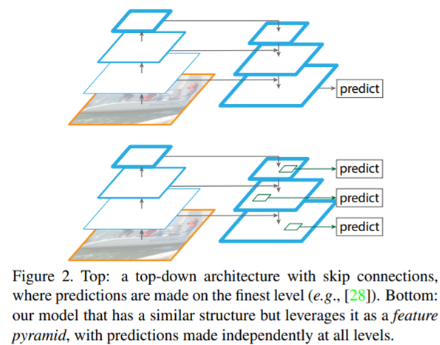 predict
predict
predict
predict
Figure 2. Top: a top-down architecture with skip connections,
where predictions are made on the finest level (e.g., [28]). Bottom:
our model that has a similar structure but leverages it as a feature
pyramid, with predictions made independently at all levels.